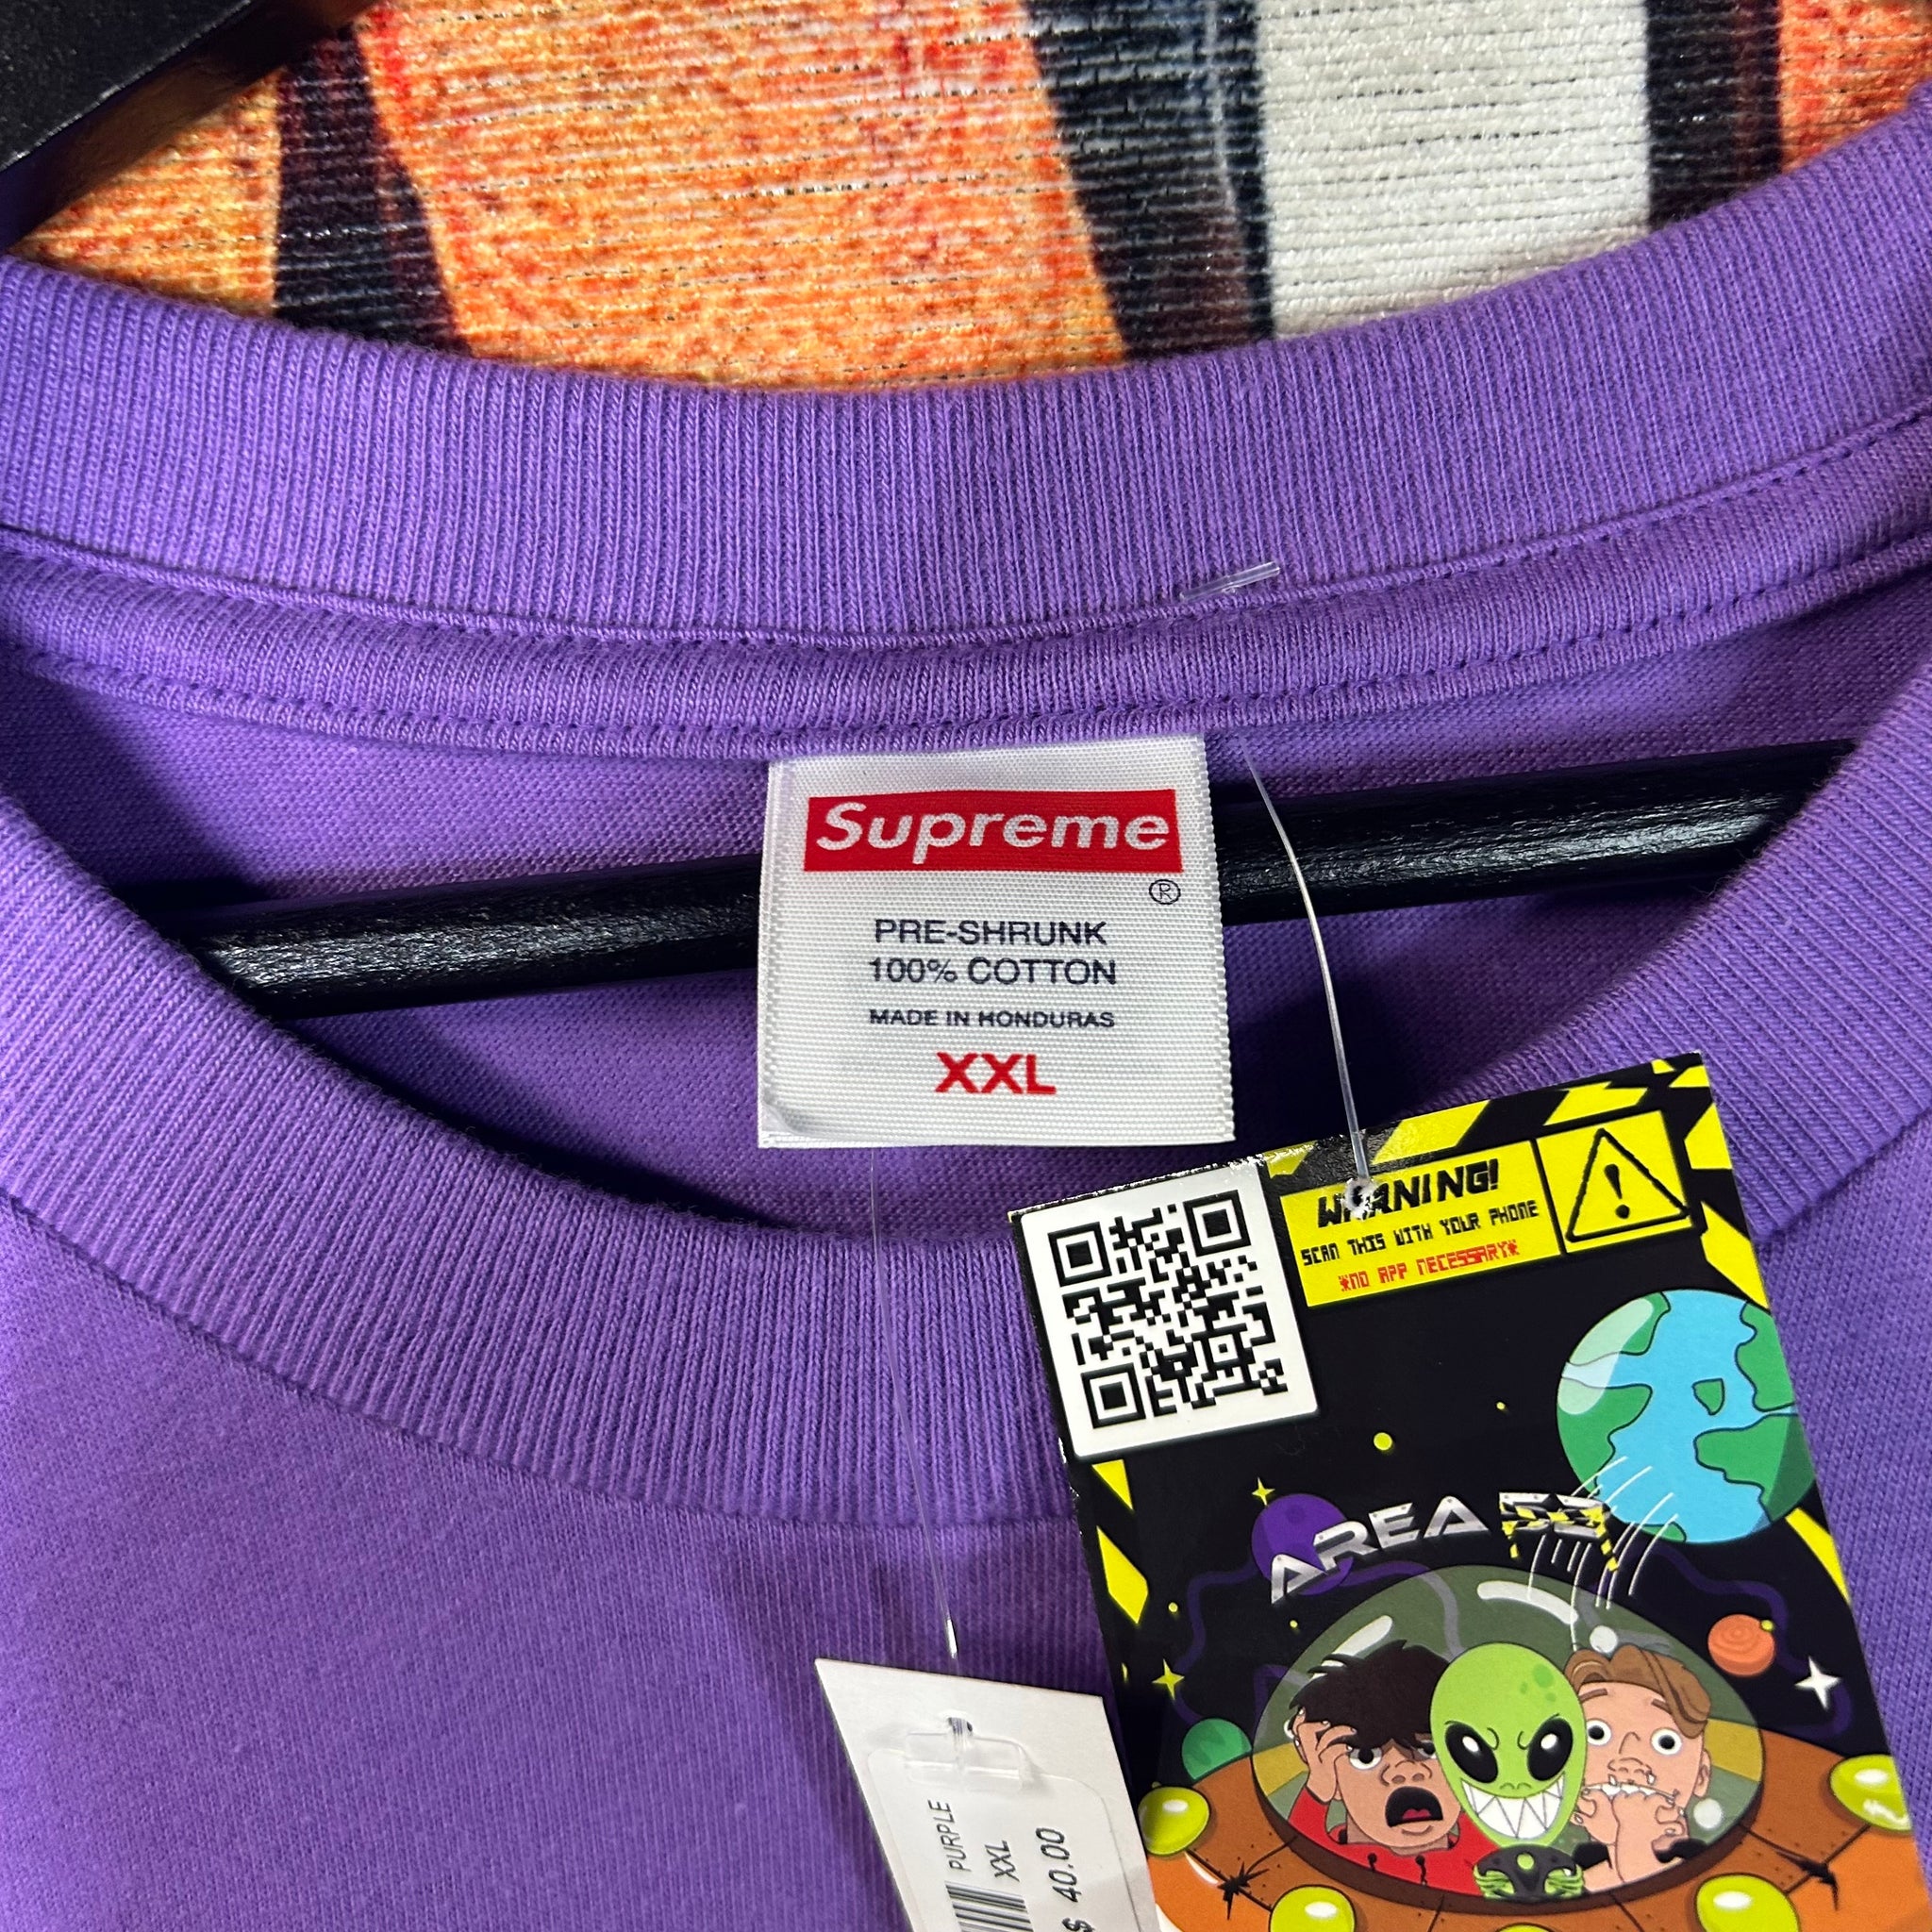 Supreme
®
PRE-SHRUNK
100% COTTON
MADE IN HONDURAS
XXL
WARNING!
SCAN THIS WITH YOUR PHONE
*NO APP NECESSARY*
AREA 53
PURPLE
XXL
$ 40.00